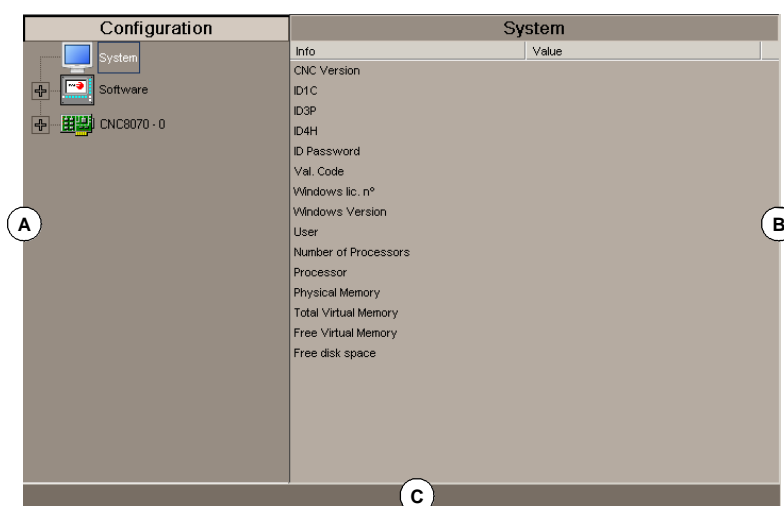 Configuration
System
System
Software
CNC8070 - 0
Info Value
CNC Version
ID1C
ID3P
ID4H
ID Password
Val. Code
Windows lic. nº
Windows Version
User
Number of Processors
Processor
Physical Memory
Total Virtual Memory
Free Virtual Memory
Free disk space
A
B
C